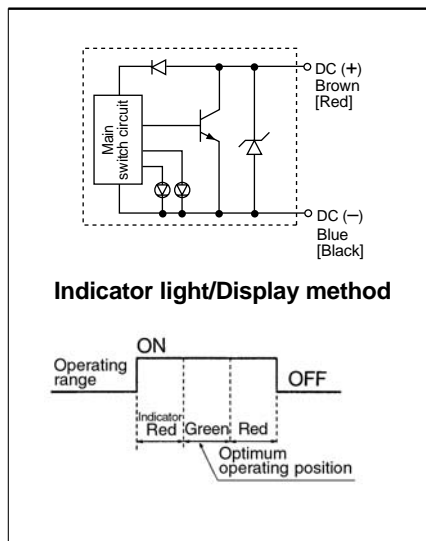 DC (+)
Brown
[Red]
Main
switch circuit
DC (−)
Blue
[Black]
Indicator light/Display method
ON
Operating
range
OFF
Indicator
Red Green Red
Optimum
operating position